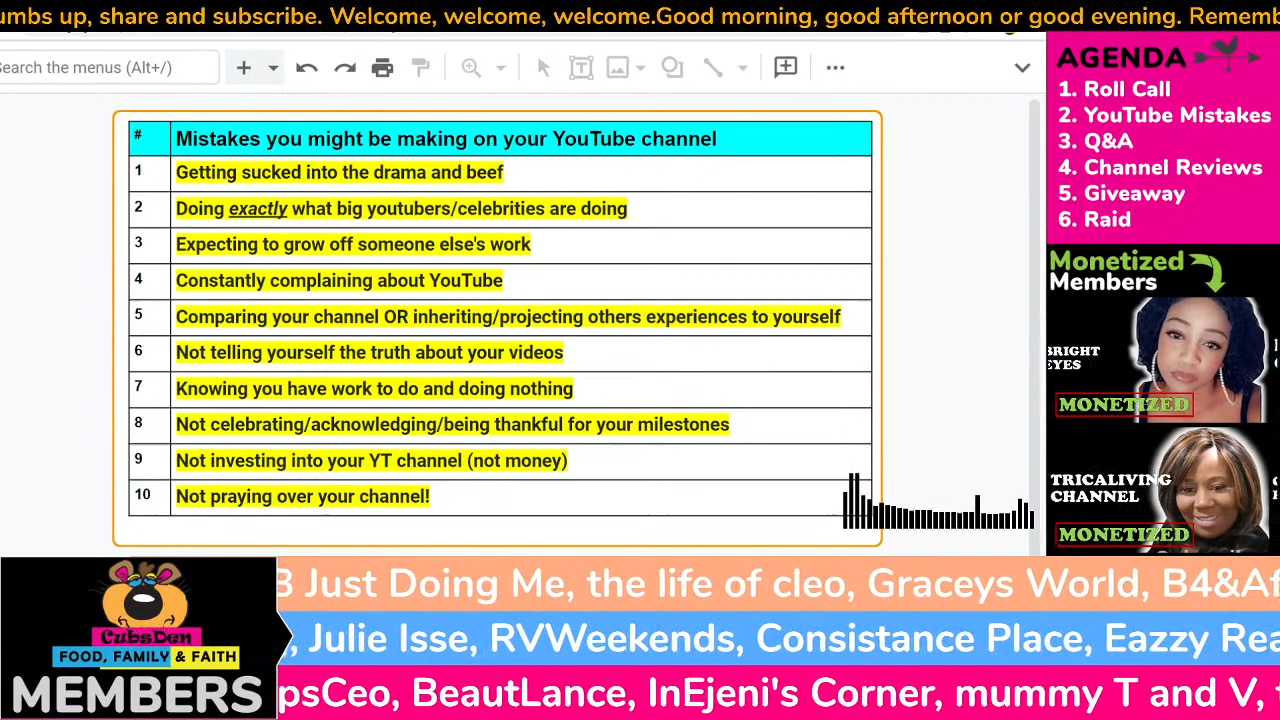 umbs up, share and subscribe. Welcome, welcome, welcome.Good morning, good afternoon or good evening. Rememb
Search the menus (Alt+/)
# Mistakes you might be making on your YouTube channel
1 Getting sucked into the drama and beef
2 Doing exactly what big youtubers/celebrities are doing
3 Expecting to grow off someone else's work
4 Constantly complaining about YouTube
5 Comparing your channel OR inheriting/projecting others experiences to yourself
6 Not telling yourself the truth about your videos
7 Knowing you have work to do and doing nothing
8 Not celebrating/acknowledging/being thankful for your milestones
9 Not investing into your YT channel (not money)
10 Not praying over your channel!
AGENDA
1. Roll Call
2. YouTube Mistakes
3. Q&A
4. Channel Reviews
5. Giveaway
6. Raid
Monetized
Members
BRIGHT
EYES
MONETIZED
TRICALIVING
CHANNEL
MONETIZED
CubsDen
FOOD, FAMILY & FAITH
MEMBERS
B Just Doing Me, the life of cleo, Graceys World, B4&Af
, Julie Isse, RVWeekends, Consistance Place, Eazzy Rea
psCeo, BeautLance, InEjeni's Corner, mummy T and V,